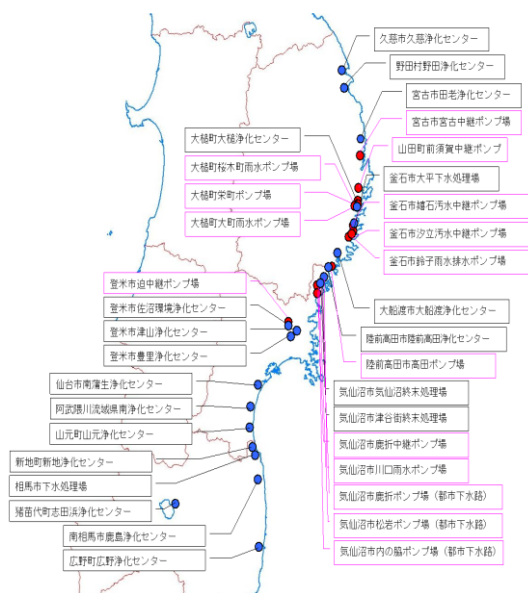 久慈市久慈浄化センター
野田村野田浄化センター
宮古市田老浄化センター
宮古市宮古中継ポンプ場
大槌町大槌浄化センター
山田町前須賀中継ポンプ
大槌町桜木町雨水ポンプ場
釜石市大平下水処理場
大槌町栄町ポンプ場
釜石市嬉石汚水中継ポンプ場
大槌町大町雨水ポンプ場
釜石市汐立汚水中継ポンプ場
釜石市鈴子雨水排水ポンプ場
登米市迫中継ポンプ場
登米市佐沼環境浄化センター
大船渡市大船渡浄化センター
登米市津山浄化センター
陸前高田市陸前高田浄化センター
登米市豊里浄化センター
陸前高田市高田ポンプ場
仙台市南蒲生浄化センター
気仙沼市気仙沼終末処理場
阿武隈川流域県南浄化センター
気仙沼市津谷街終末処理場
山元町山元浄化センター
気仙沼市鹿折中継ポンプ場
新地町新地浄化センター
気仙沼市川口雨水ポンプ場
相馬市下水処理場
気仙沼市鹿折ポンプ場（都市下水路）
猪苗代町志田浜浄化センター
気仙沼市松岩ポンプ場（都市下水路）
南相馬市鹿島浄化センター
気仙沼市内の脇ポンプ場（都市下水路）
広野町広野浄化センター